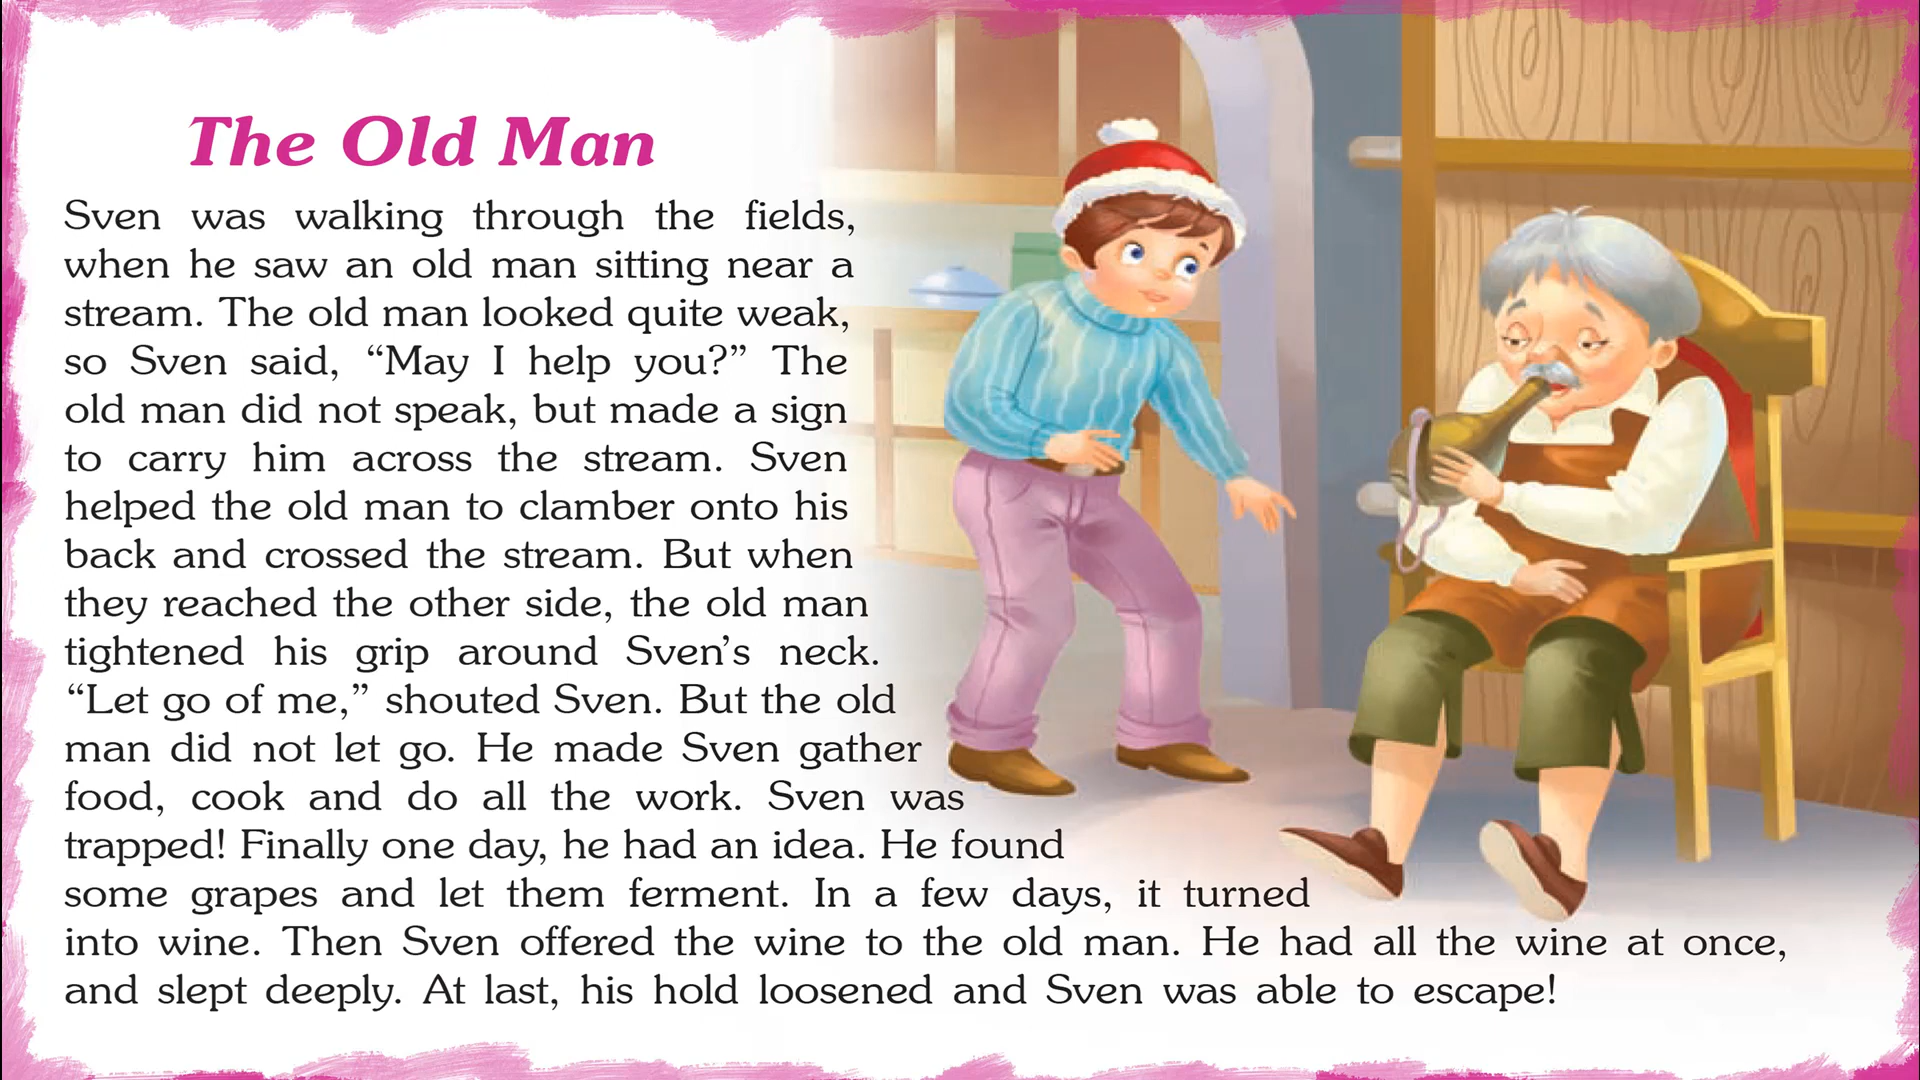 The Old Man
Sven was walking through the fields,
when he saw an old man sitting near a
stream. The old man looked quite weak,
so Sven said, “May I help you?” The
old man did not speak, but made a sign
to carry him across the stream. Sven
helped the old man to clamber onto his
back and crossed the stream. But when
they reached the other side, the old man
tightened his grip around Sven’s neck.
“Let go of me,” shouted Sven. But the old
man did not let go. He made Sven gather
food, cook and do all the work. Sven was
trapped! Finally one day, he had an idea. He found
some grapes and let them ferment. In a few days, it turned
into wine. Then Sven offered the wine to the old man. He had all the wine at once,
and slept deeply. At last, his hold loosened and Sven was able to escape!